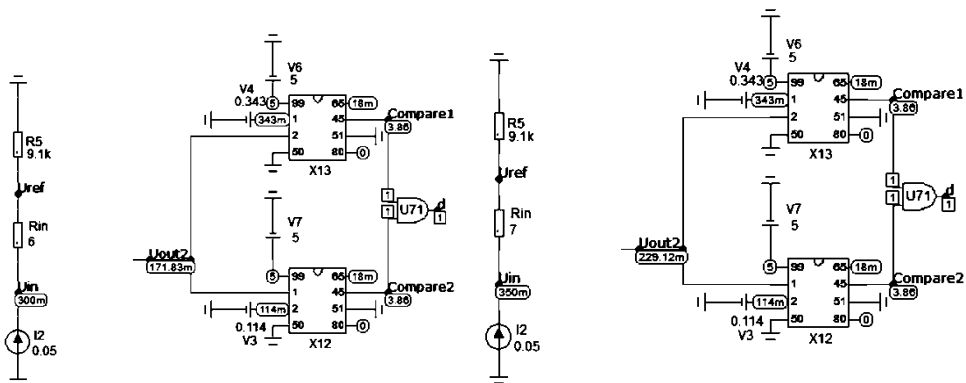 R5
9.1k
Uref
Rin
6
Uin
300m
I2
0.05
V6
5
V4
0.343
5
99
65
18m
343m
1
45
Compare1
3.86
2
51
50
80
0
X13
1
1
U71
d
1
V7
5
Uout2
171.83m
5
99
65
18m
1
45
Compare2
3.86
114m
2
51
0.114
50
80
0
V3
X12
R5
9.1k
Uref
Rin
7
Uin
350m
I2
0.05
V6
5
V4
0.343
5
99
65
18m
343m
1
45
Compare1
3.86
2
51
50
80
0
X13
1
1
U71
d
1
V7
5
Uout2
229.12m
5
99
65
18m
1
45
Compare2
3.86
114m
2
51
0.114
50
80
0
V3
X12